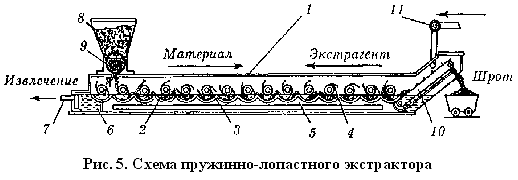 8
9
1
11
Материал
Экстрагент
Извлечение
Шрот
7
6
2
3
5
4
10
Рис. 5. Схема пружинно-лопастного экстрактора